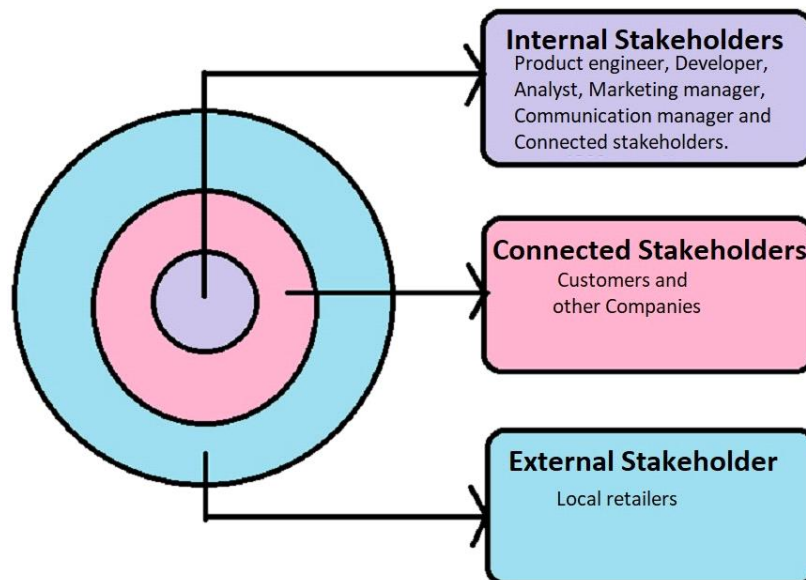 Internal Stakeholders
Product engineer, Developer,
Analyst, Marketing manager,
Communication manager and
Connected stakeholders.
Connected Stakeholders
Customers and
other Companies
External Stakeholder
Local retailers